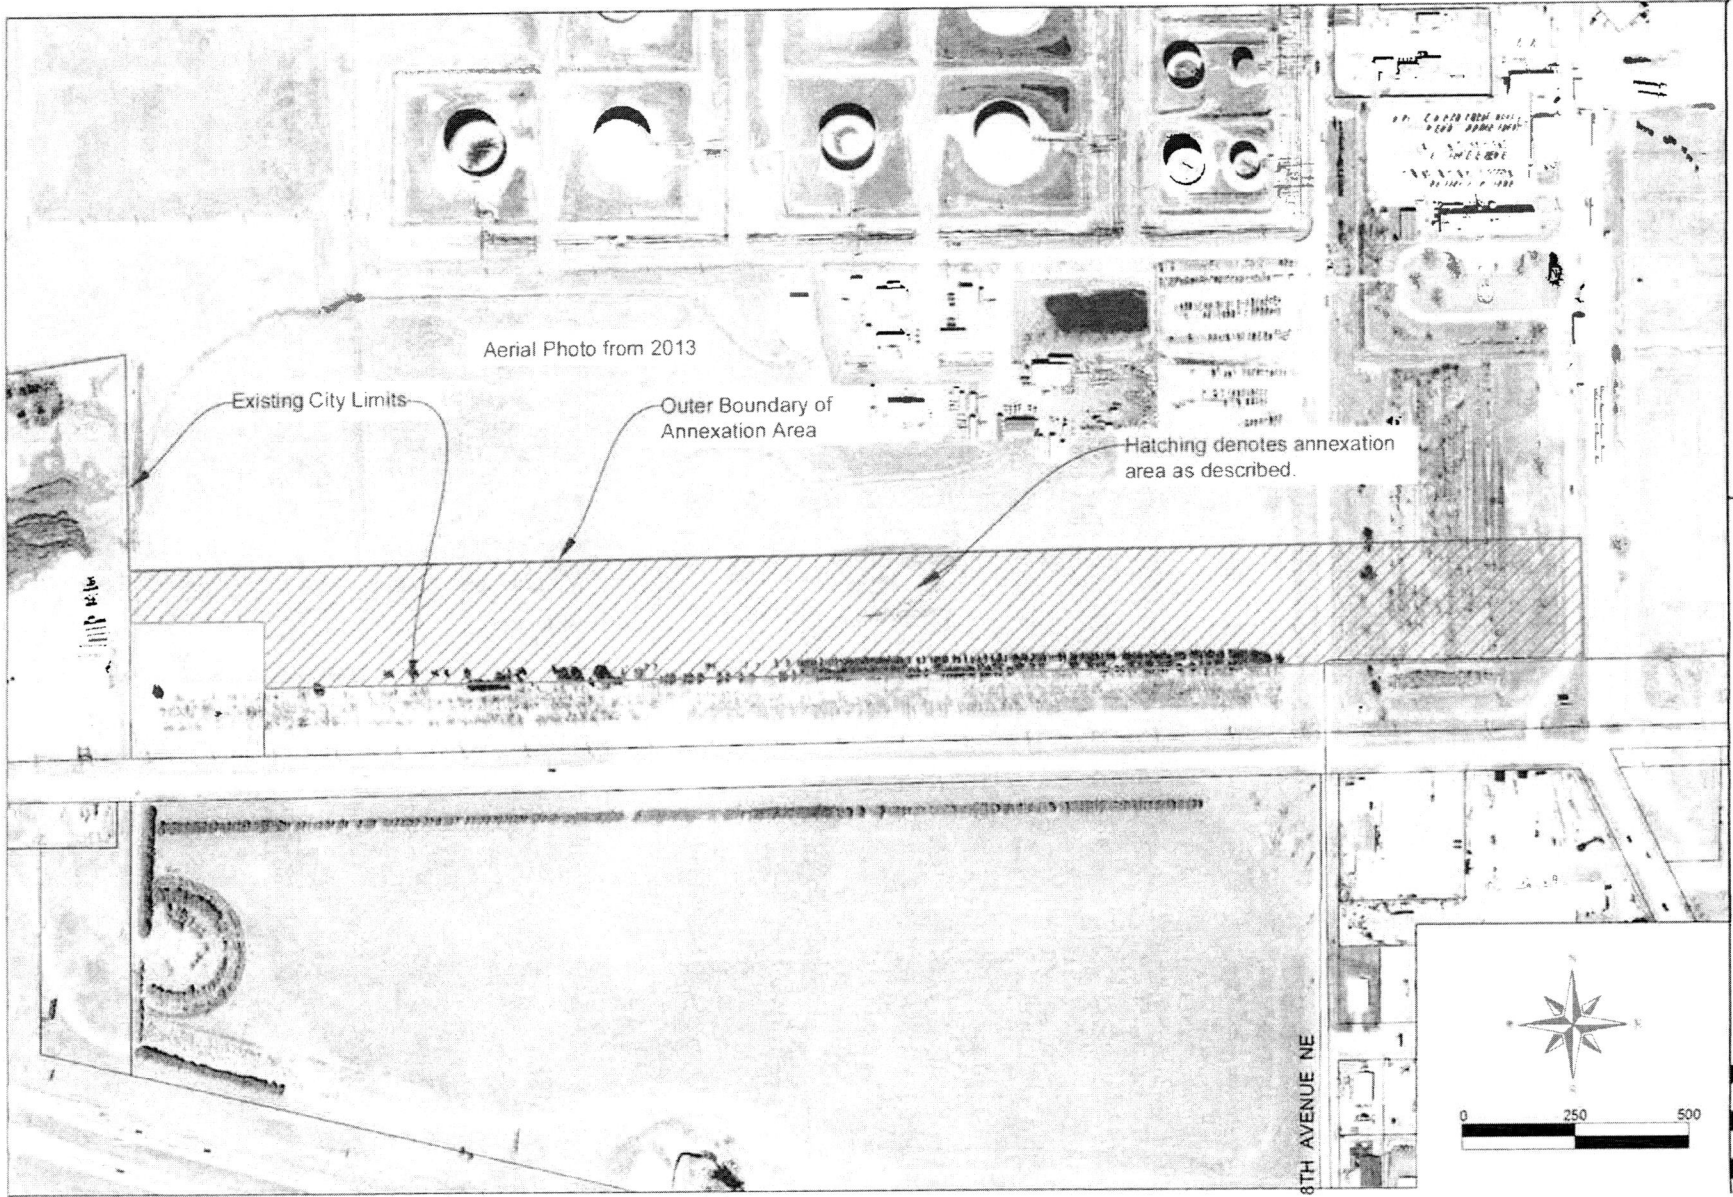 Aerial Photo from 2013
Existing City Limits
Outer Boundary of
Annexation Area
Hatching denotes annexation
area as described.
8TH AVENUE NE
0 250 500